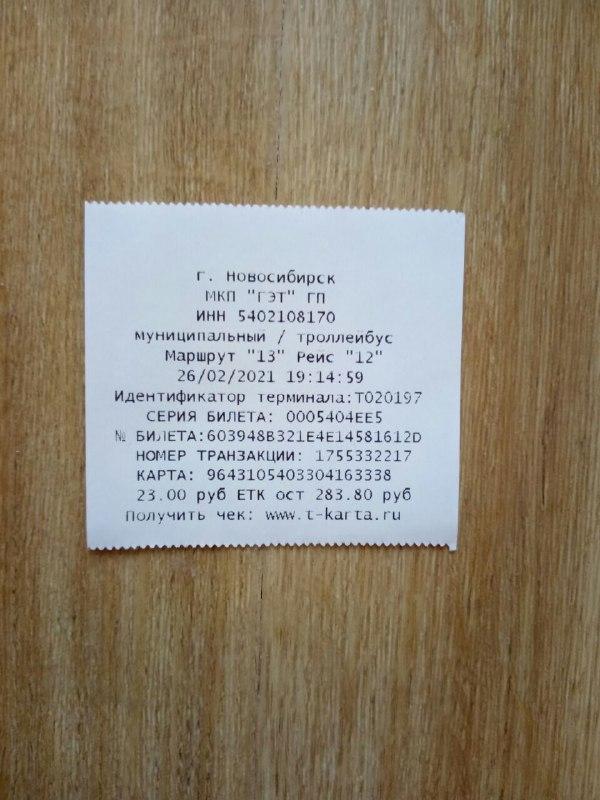 г. Новосибирск
МКП "ГЭТ" ГП
ИНН 5402108170
муниципальный / троллейбус
Маршрут "13" Рейс "12"
26/02/2021 19:14:59
Идентификатор терминала:Т020197
СЕРИЯ БИЛЕТА: 0005404EE5
№ БИЛЕТА:603948B321E4E14581612D
НОМЕР ТРАНЗАКЦИИ: 1755332217
КАРТА: 9643105403304163338
23.00 руб ЕТК ост 283.80 руб
Получить чек: www.t-karta.ru